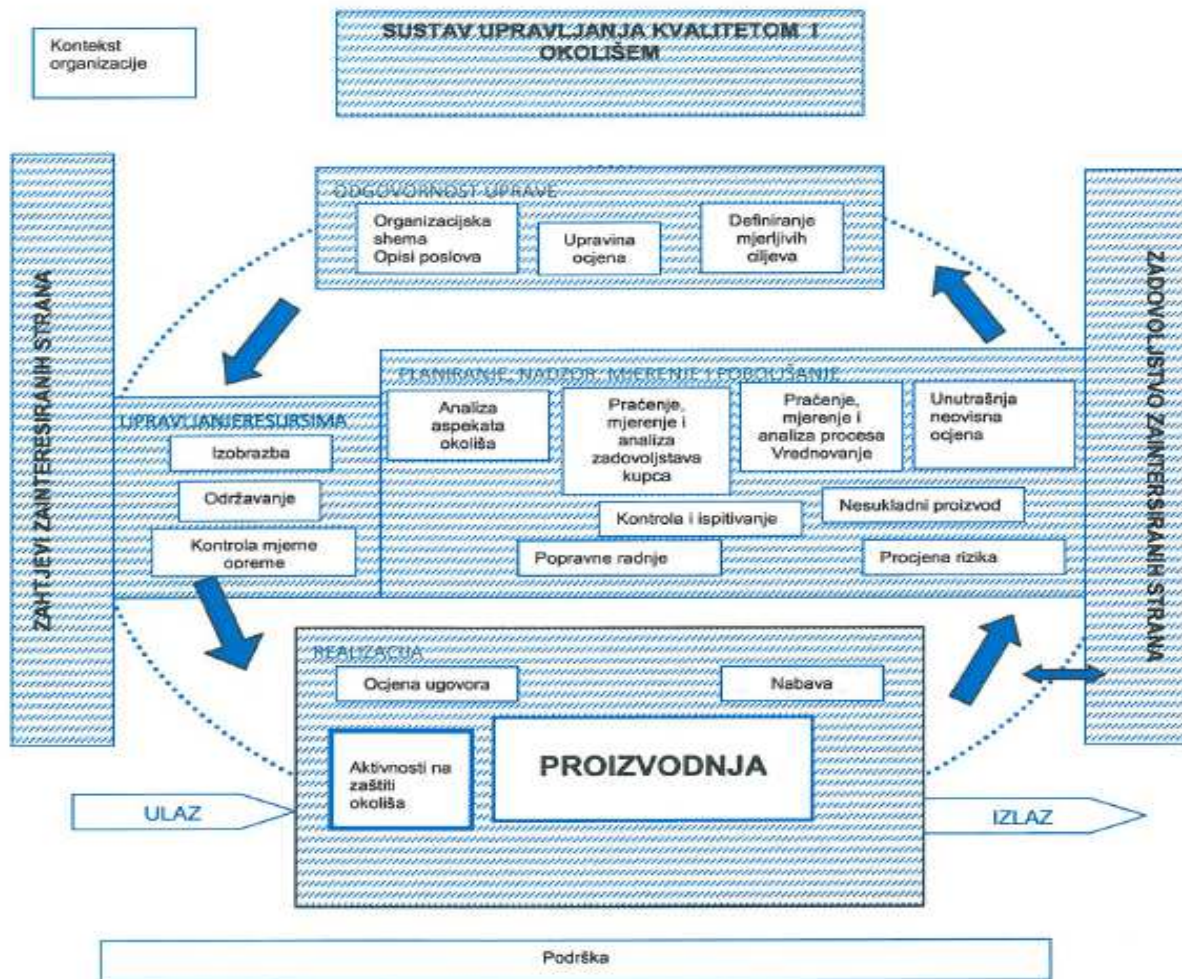 Kontekst
organizacije
SUSTAV UPRAVLJANJA KVALITETOM I
OKOLIŠEM
ZAHTJEVI ZAINTERESIRANIH STRANA
ODGOVORNOST UPRAVE
Organizacijska
shema
Opisi poslova
Upravina
ocjena
Definiranje
mjerljivih
ciljeva
UPRAVLJANJERESURSIMA
Izobrazba
Održavanje
Kontrola mjerne
opreme
PLANIRANJE, NADZOR, MJERENJE I POBOLJŠANJE
Analiza
aspekata
okoliša
Praćenje,
mjerenje i
analiza
zadovoljstava
kupca
Praćenje,
mjerenje i
analiza procesa
Vrednovanje
Unutrašnja
neovisna
ocjena
Kontrola i ispitivanje
Nesukladni proizvod
Popravne radnje
Procjena rizika
ZADOVOLJSTVO ZAINTERSIRANIH STRANA
REALIZACIJA
Ocjena ugovora
Nabava
Aktivnosti na
zaštiti
okoliša
PROIZVODNJA
ULAZ
IZLAZ
Podrška